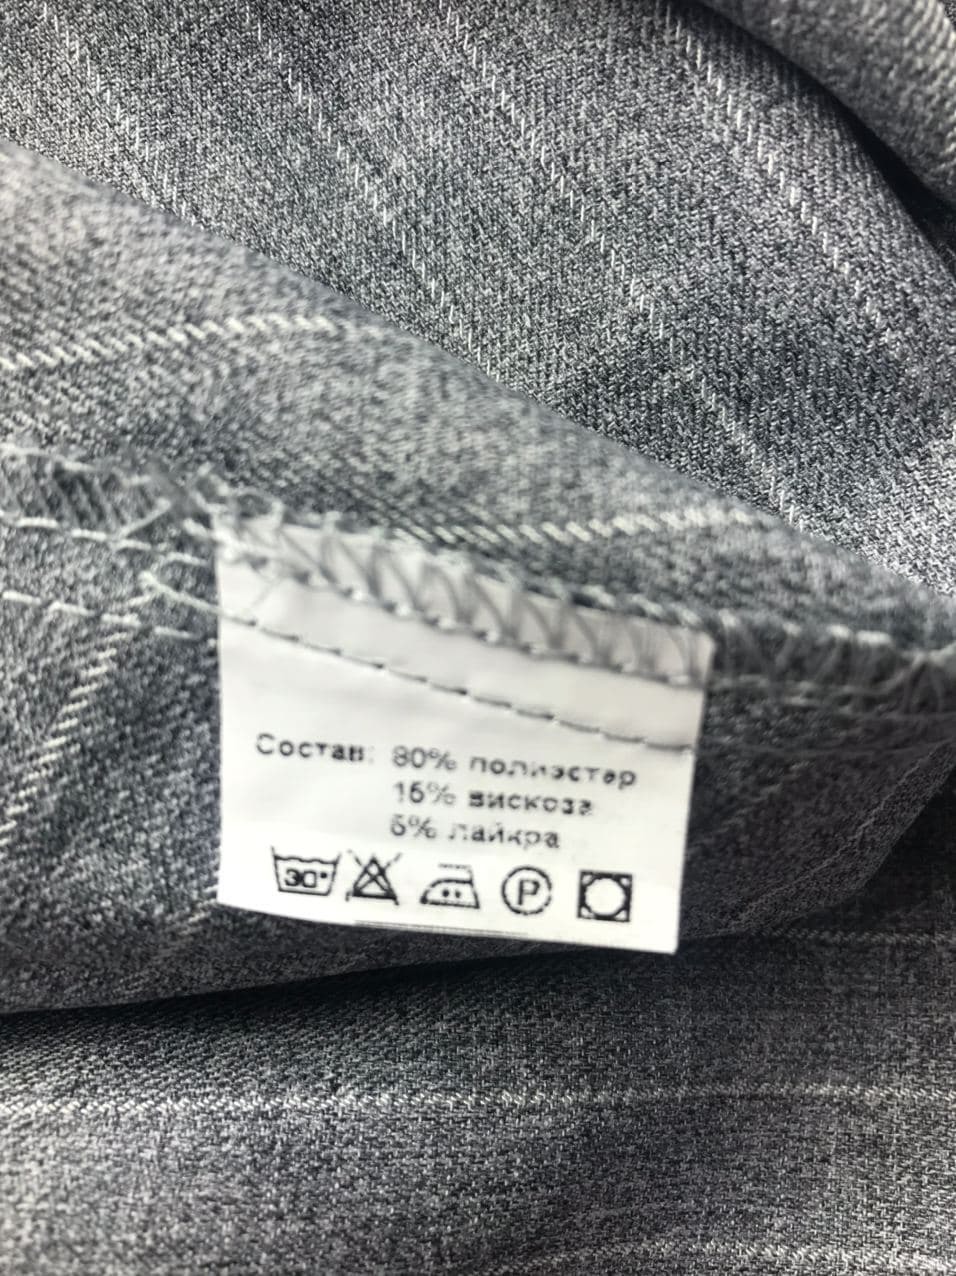 Состав: 80% полиэстер
15% вискоза
5% лайкра
30°
P